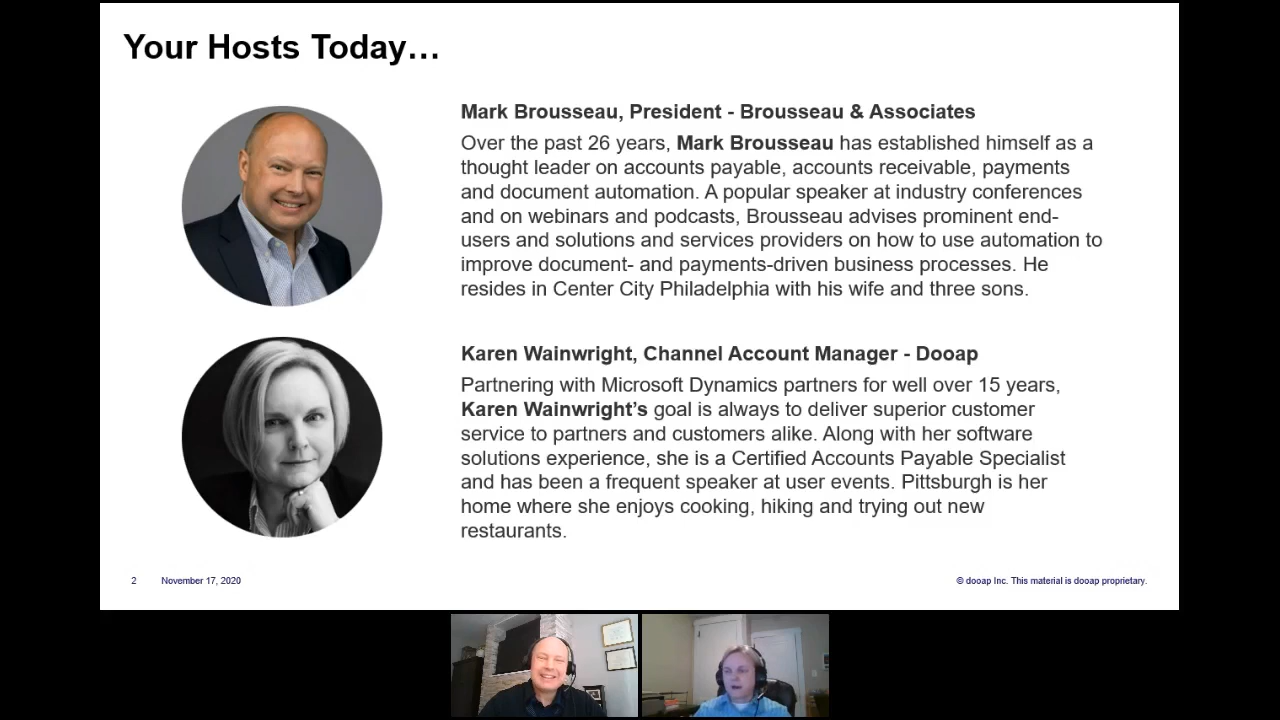 Your Hosts Today…
Mark Brousseau, President - Brousseau & Associates
Over the past 26 years, Mark Brousseau has established himself as a
thought leader on accounts payable, accounts receivable, payments
and document automation. A popular speaker at industry conferences
and on webinars and podcasts, Brousseau advises prominent end-
users and solutions and services providers on how to use automation to
improve document- and payments-driven business processes. He
resides in Center City Philadelphia with his wife and three sons.
Karen Wainwright, Channel Account Manager - Dooap
Partnering with Microsoft Dynamics partners for well over 15 years,
Karen Wainwright’s goal is always to deliver superior customer
service to partners and customers alike. Along with her software
solutions experience, she is a Certified Accounts Payable Specialist
and has been a frequent speaker at user events. Pittsburgh is her
home where she enjoys cooking, hiking and trying out new
restaurants.
2 November 17, 2020
© dooap Inc. This material is dooap proprietary.